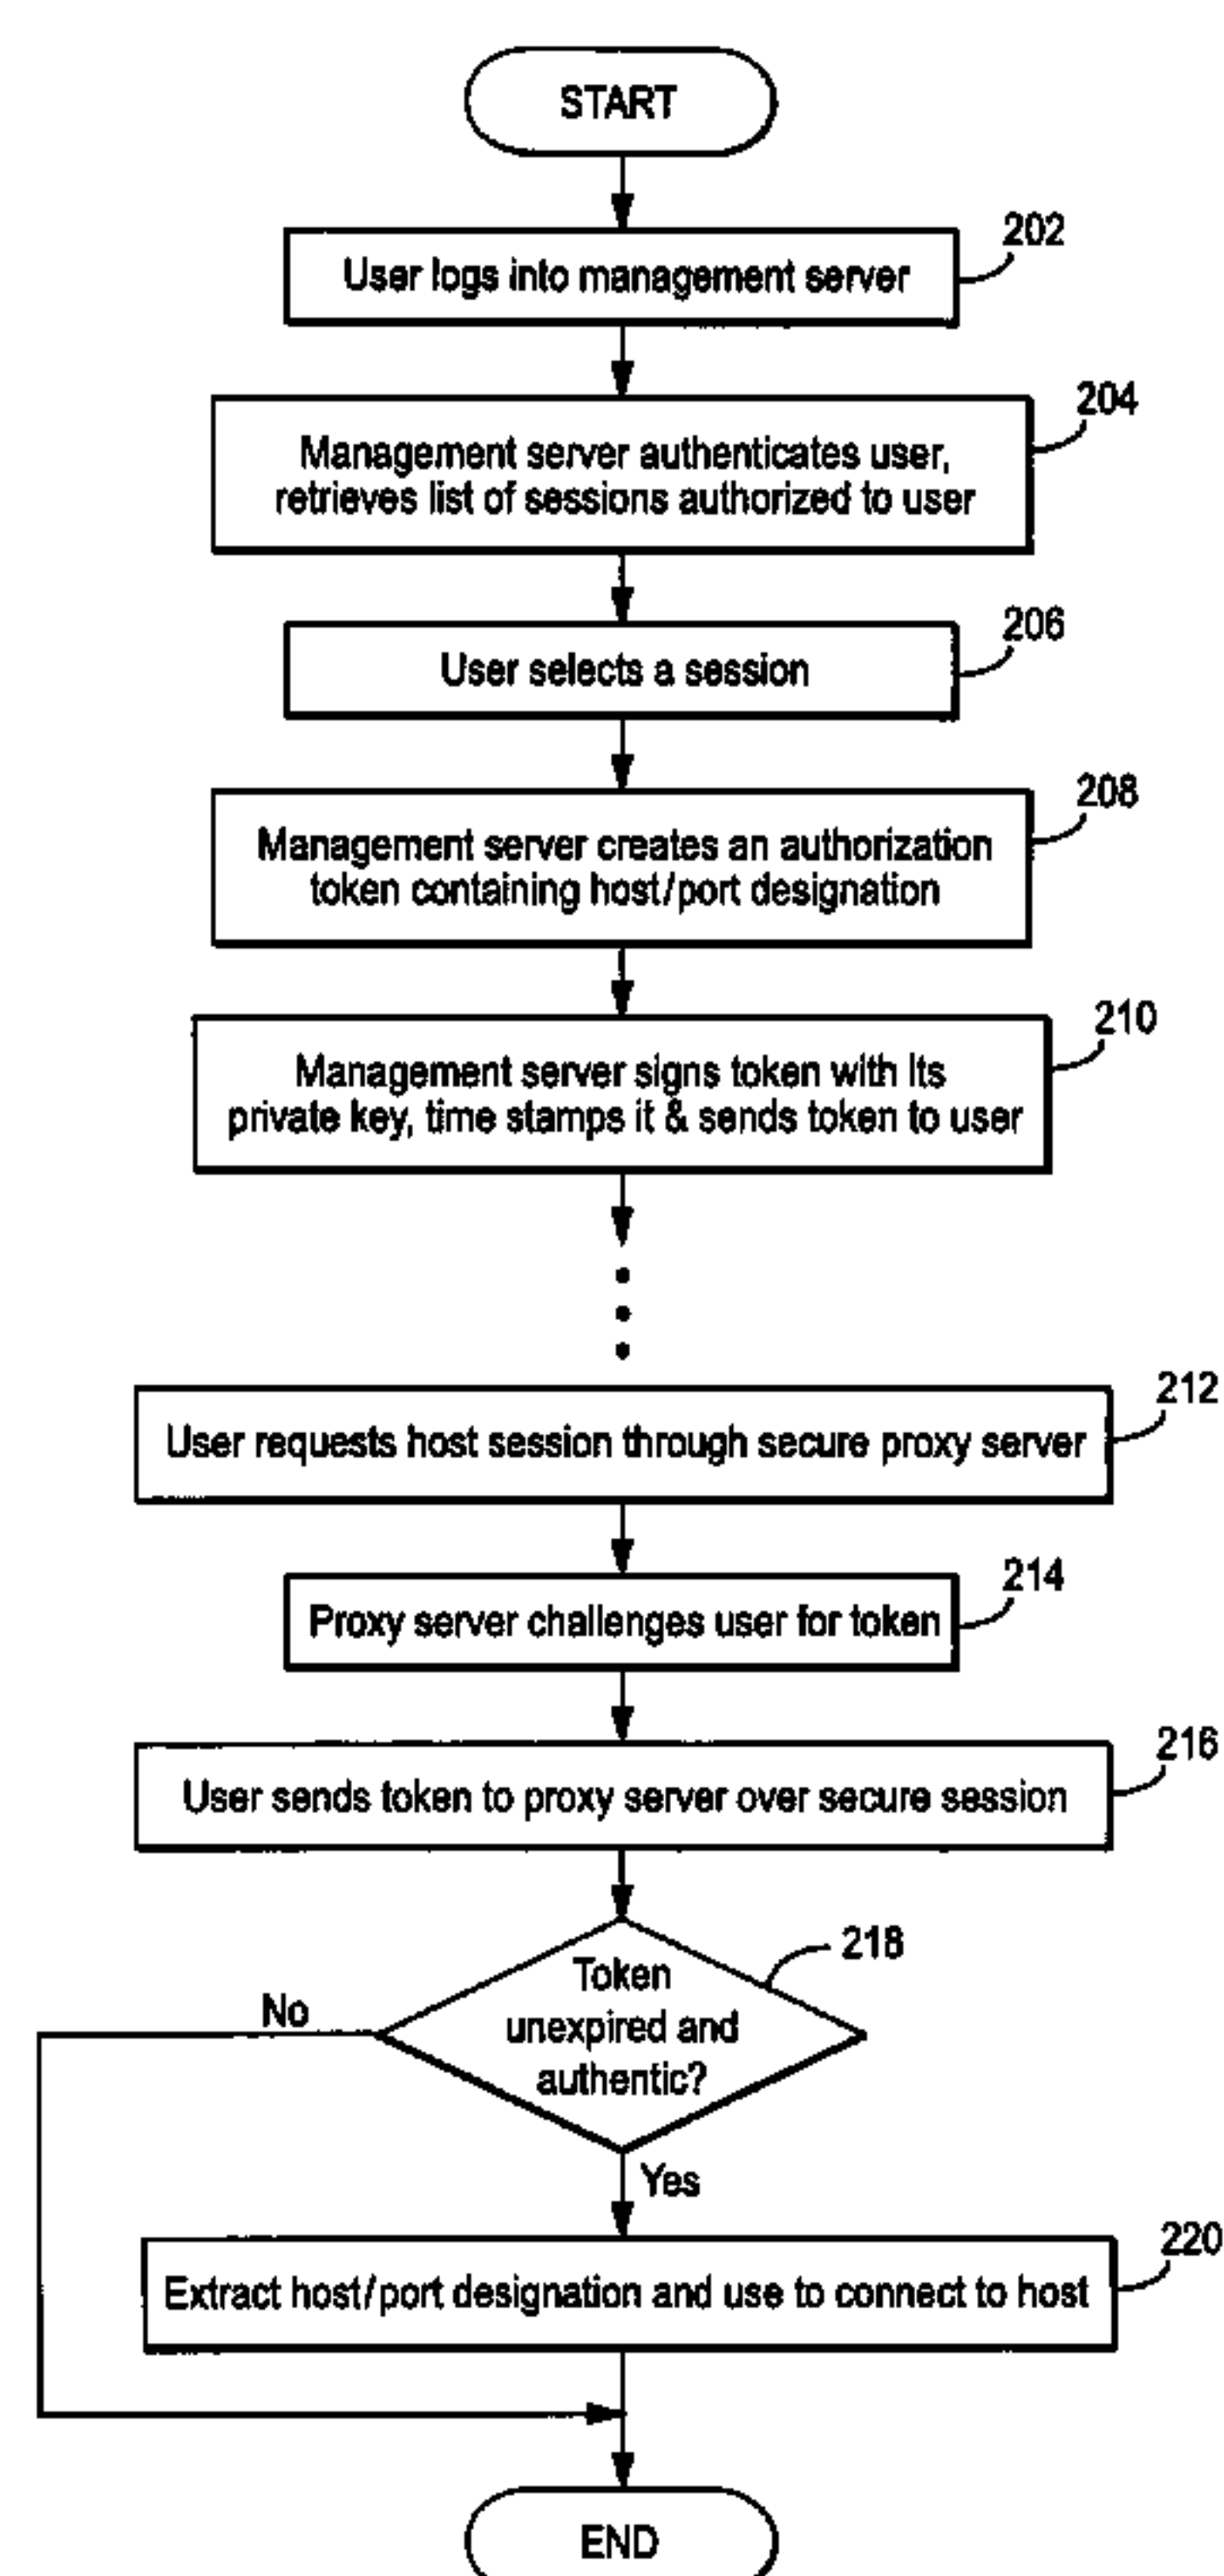 START
202
User logs into management server
204
Management server authenticates user,
retrieves list of sessions authorized to user
206
User selects a session
208
Management server creates an authorization
token containing host/port designation
210
Management server signs token with Its
private key, time stamps it & sends token to user
212
User requests host session through secure proxy server
214
Proxy server challenges user for token
216
User sends token to proxy server over secure session
218
Token
unexpired and
authentic?
No
Yes
220
Extract host/port designation and use to connect to host
END